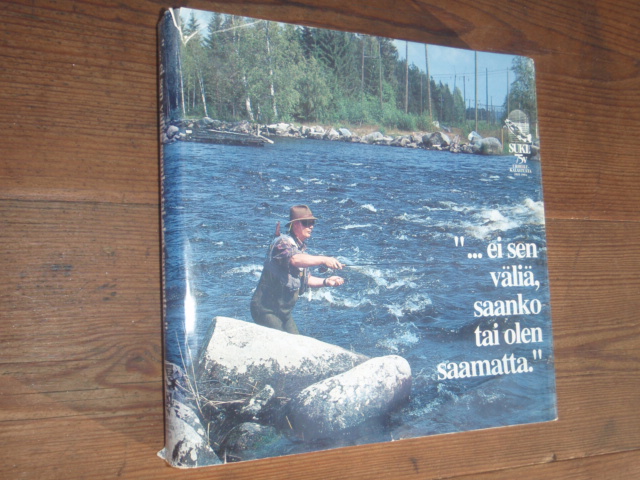 SUKL
75v
"... ei sen
väliä,
saanko
tai olen
saamatta."